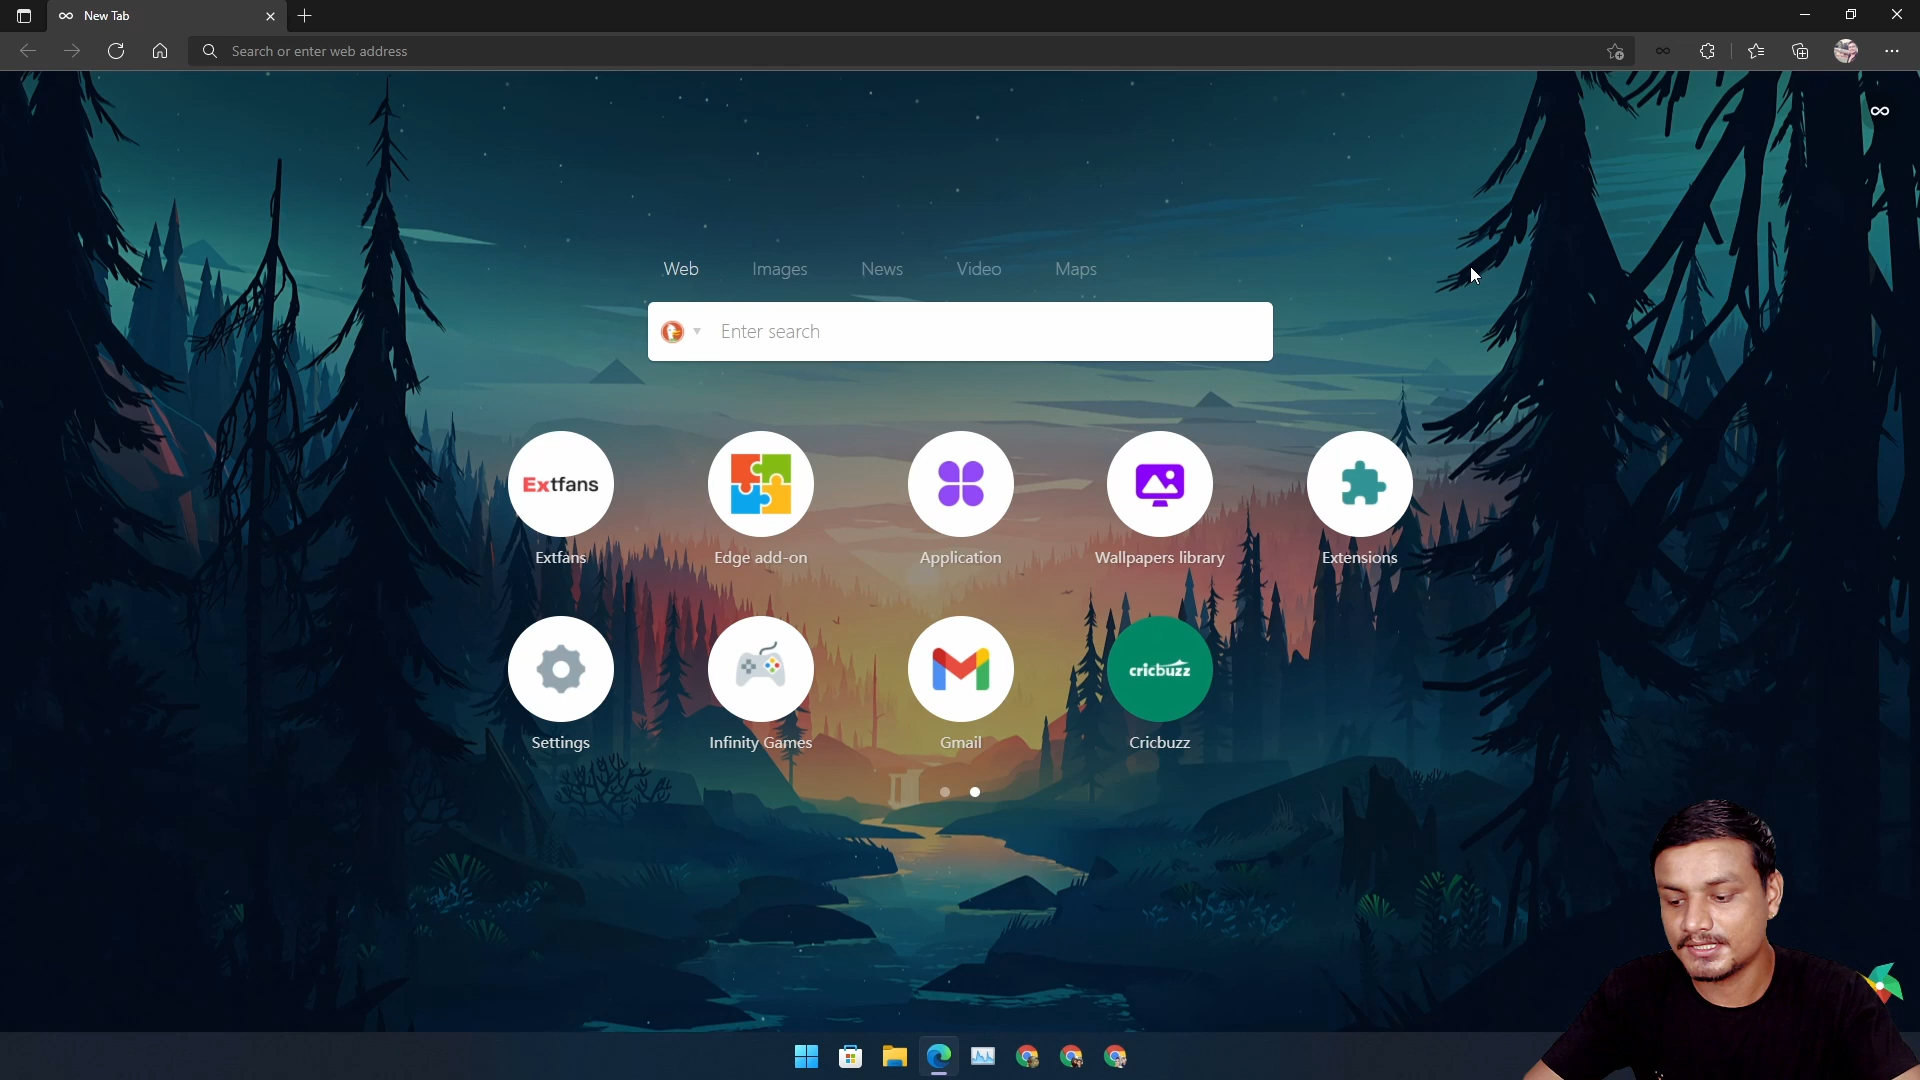 New Tab
Search or enter web address
Web Images News Video Maps
Enter search
Extfans
Extfans Edge add-on Application Wallpapers library Extensions
cricbuzz
Settings Infinity Games Gmail Cricbuzz